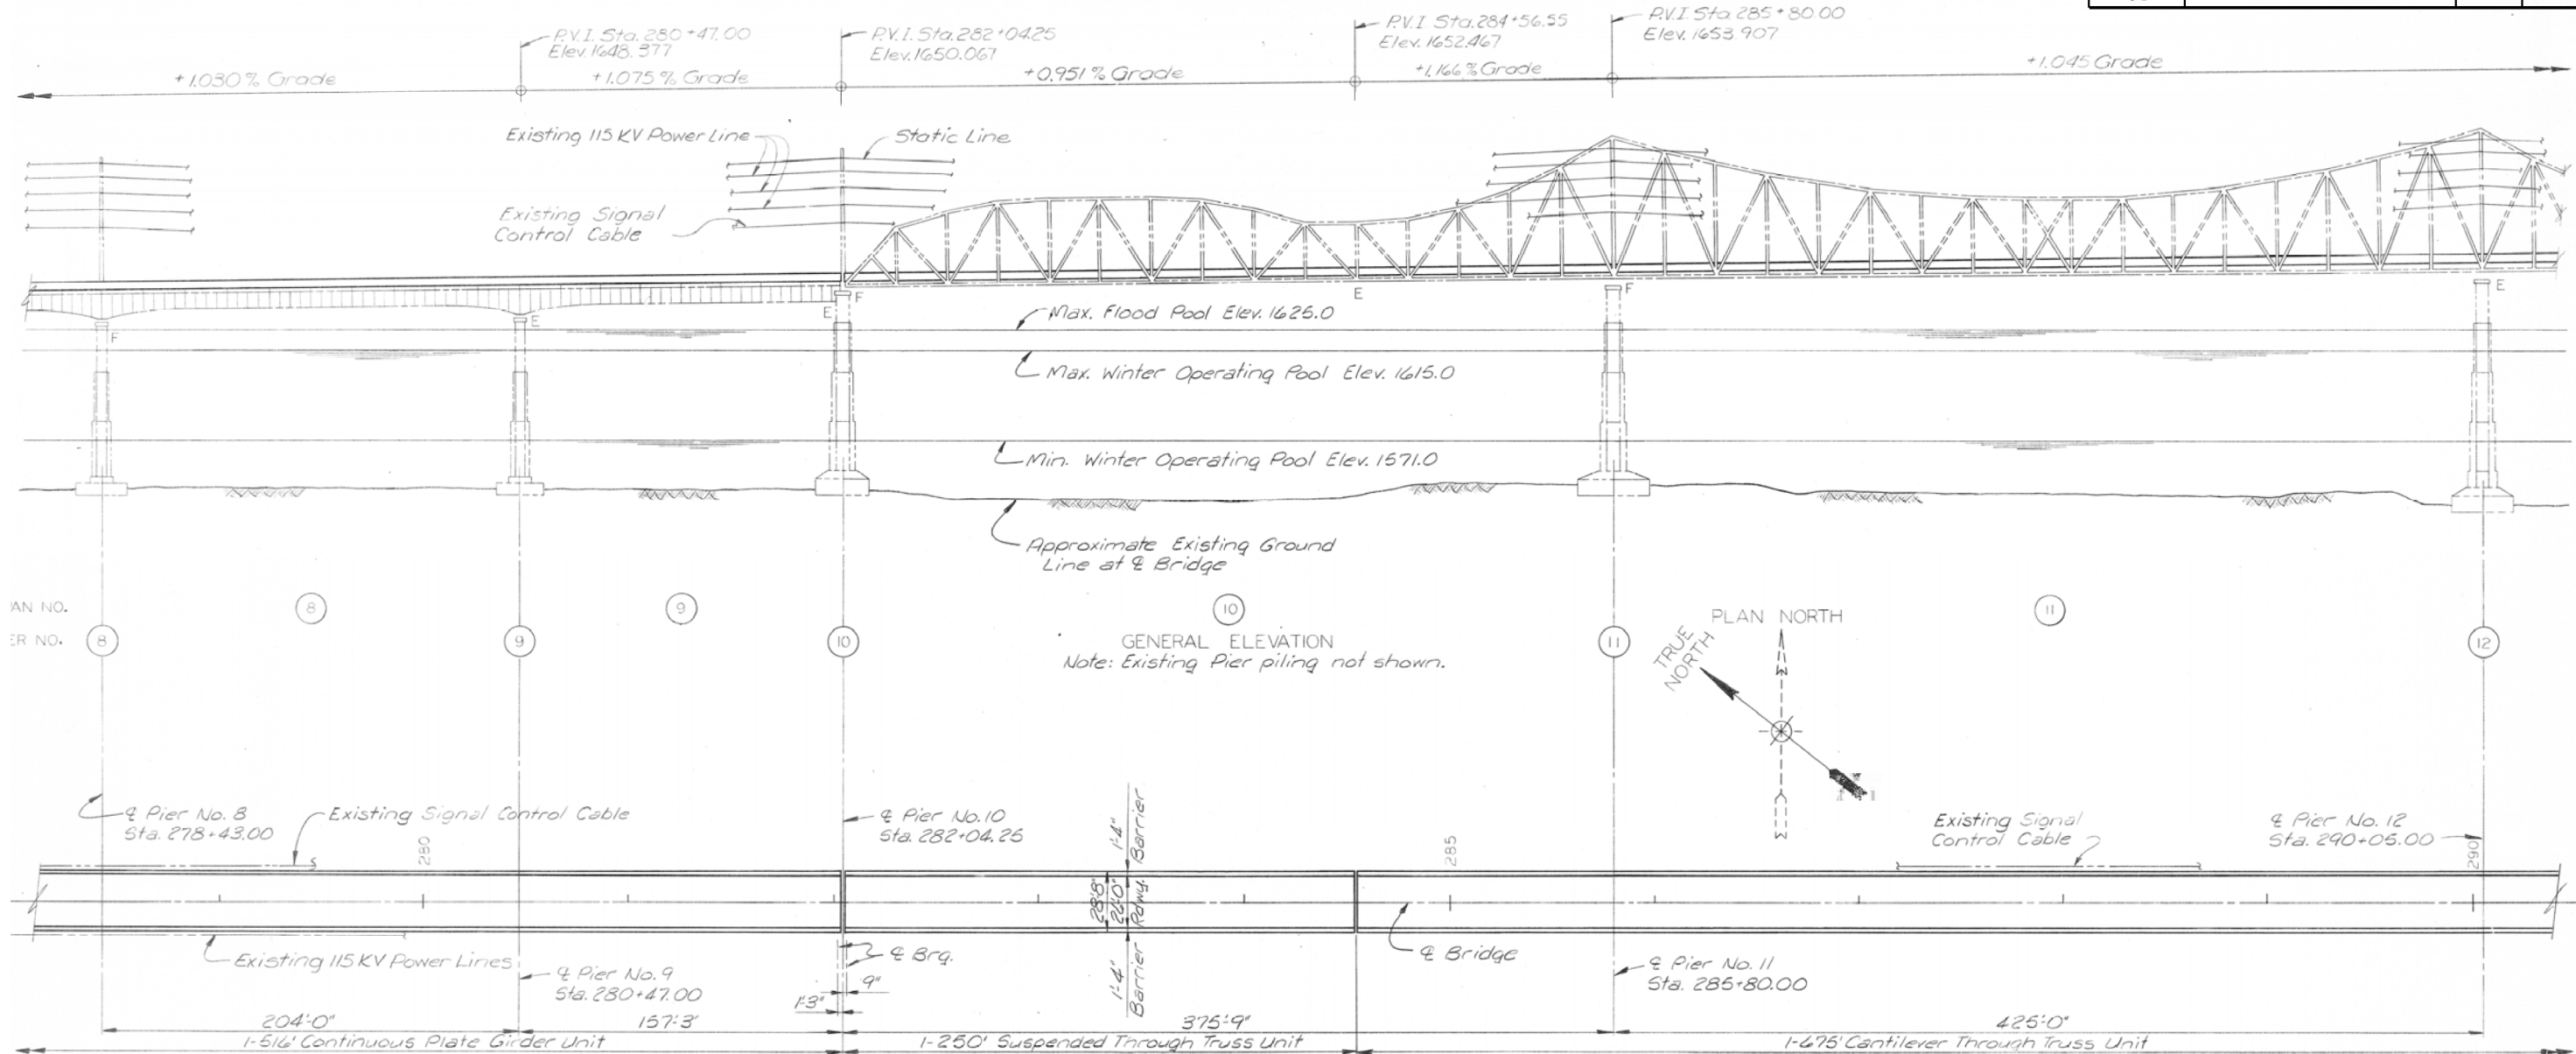 P.V.I. Sta. 280+47.00
Elev. 1648.377
P.V.I. Sta. 282+04.25
Elev. 1650.067
P.V.I. Sta. 284+56.55
Elev. 1652.467
P.V.I. Sta. 285+80.00
Elev. 1653.907
+1.030% Grade
+1.075% Grade
+0.951% Grade
+1.166% Grade
+1.045 Grade
Existing 115 KV Power Line
Static Line
Existing Signal
Control Cable
F
E
E
F
E
F
E
Max. Flood Pool Elev. 1625.0
Max. Winter Operating Pool Elev. 1615.0
Min. Winter Operating Pool Elev. 1571.0
Approximate Existing Ground
Line at ℄ Bridge
AN NO.
8
9
10
11
ER NO.
8
9
10
11
12
GENERAL ELEVATION
Note: Existing Pier piling not shown.
PLAN NORTH
TRUE
NORTH
℄ Pier No. 8
Sta. 278+43.00
Existing Signal Control Cable
280
℄ Pier No. 10
Sta. 282+04.25
1'-4"
Barrier
285
Existing Signal
Control Cable
℄ Pier No. 12
Sta. 290+05.00
290
28'-8"
26'-0"
Rdwy.
Existing 115 KV Power Lines
℄ Pier No. 9
Sta. 280+47.00
℄ Brg.
9"
1'-3"
1'-4"
Barrier
℄ Bridge
℄ Pier No. 11
Sta. 285+80.00
204'-0"
157'-3"
375'-9"
425'-0"
1-516' Continuous Plate Girder Unit
1-250' Suspended Through Truss Unit
1-675' Cantilever Through Truss Unit